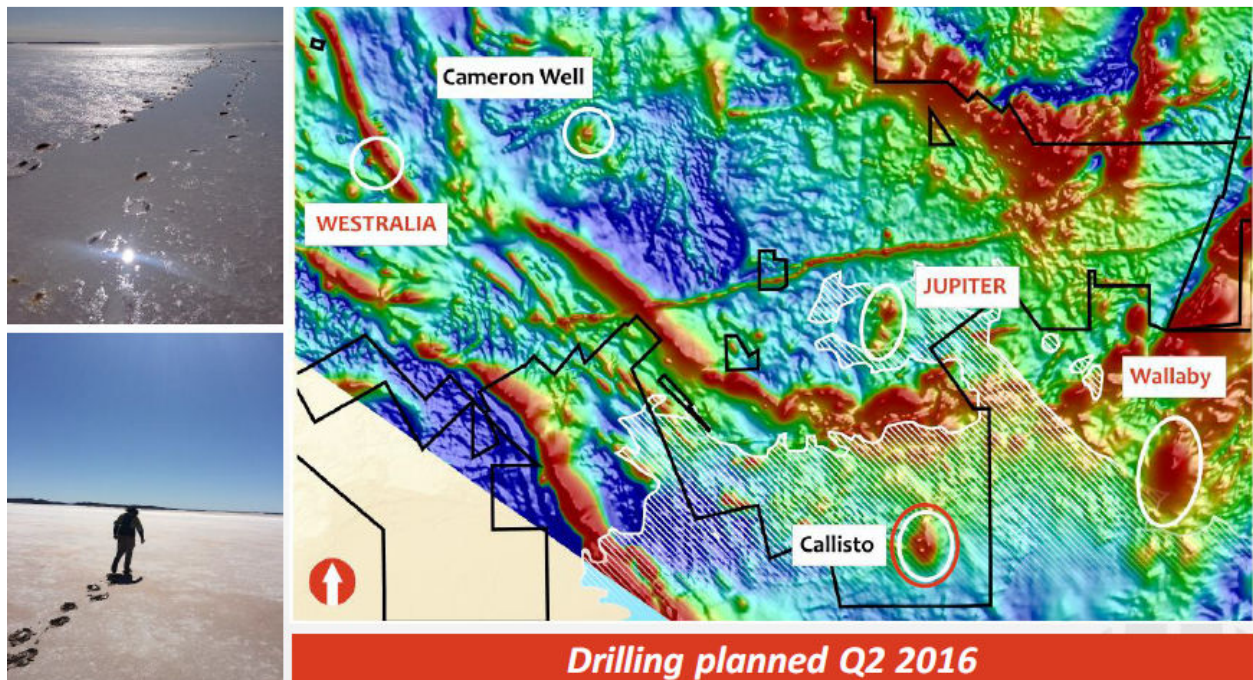 Cameron Well
WESTRALIA
JUPITER
Wallaby
Callisto
Drilling planned Q2 2016